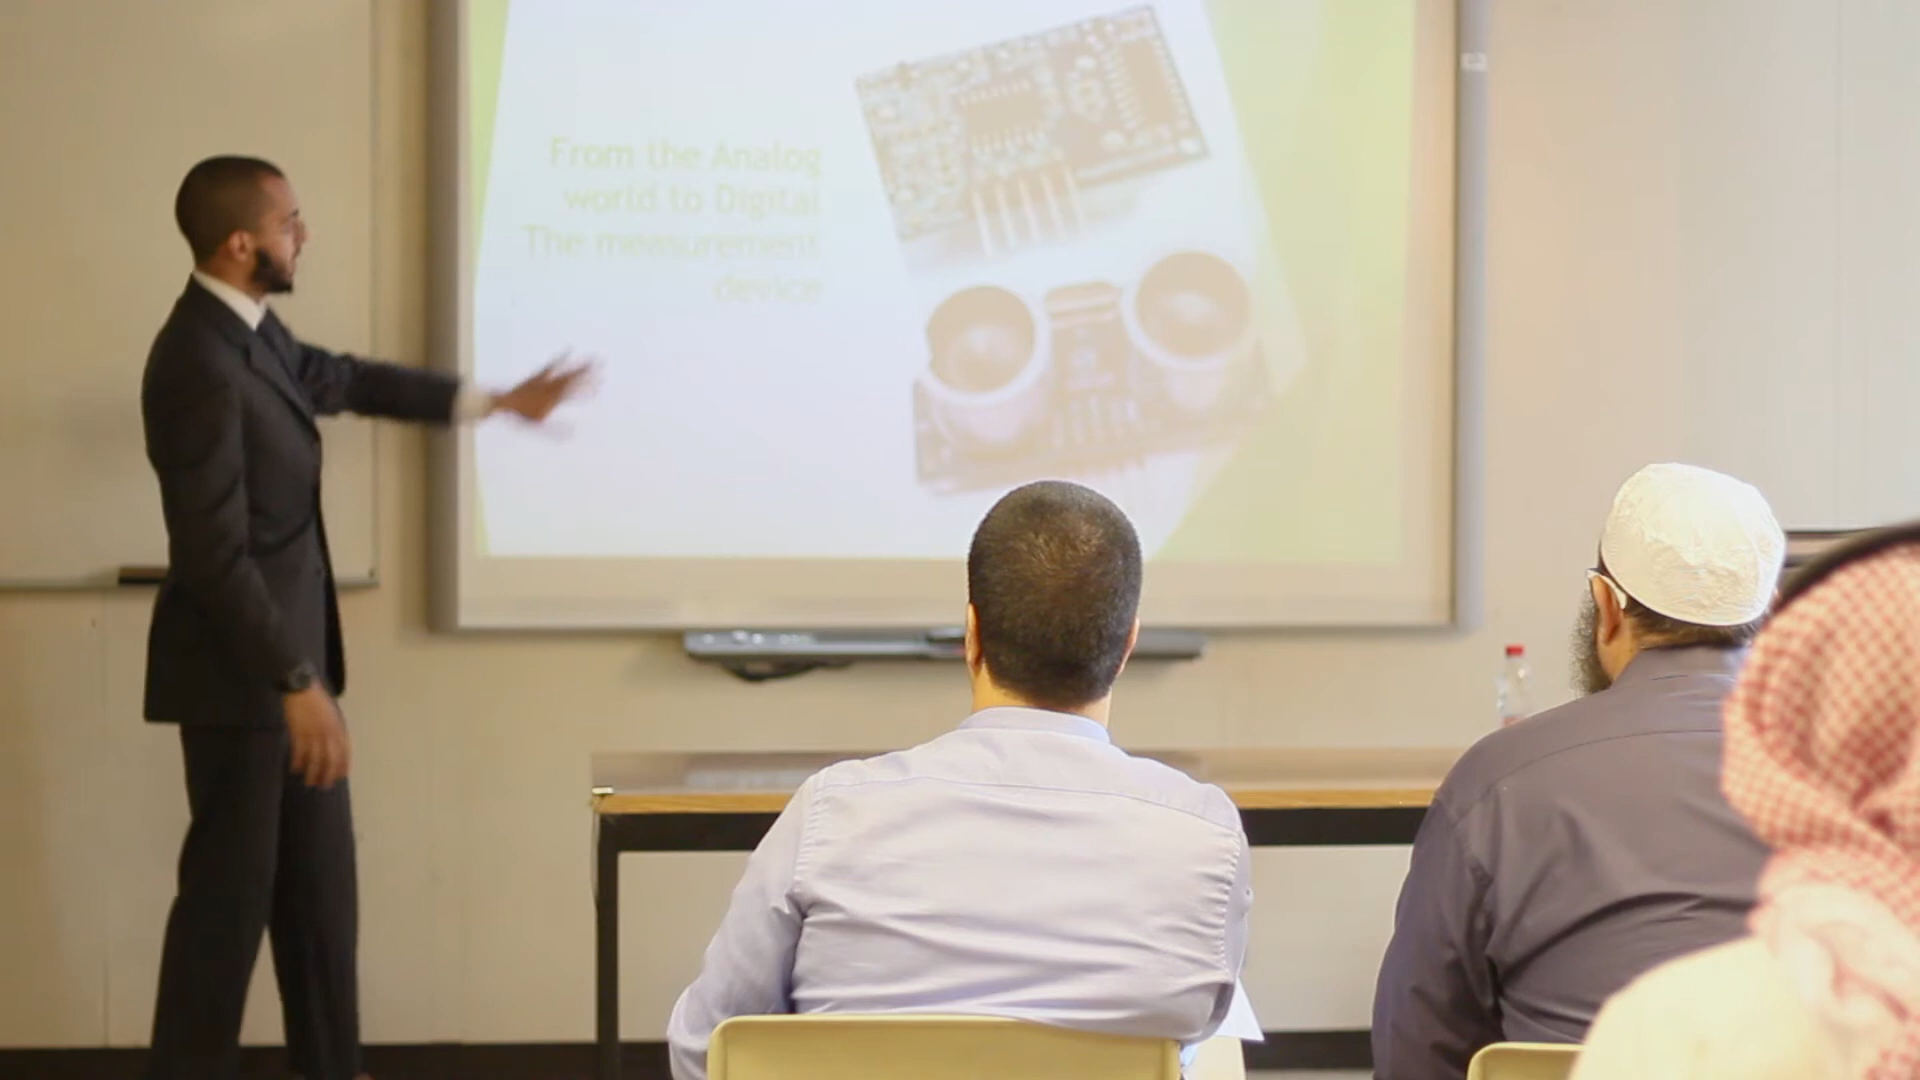 From the Analog
world to Digital
The measurement
device